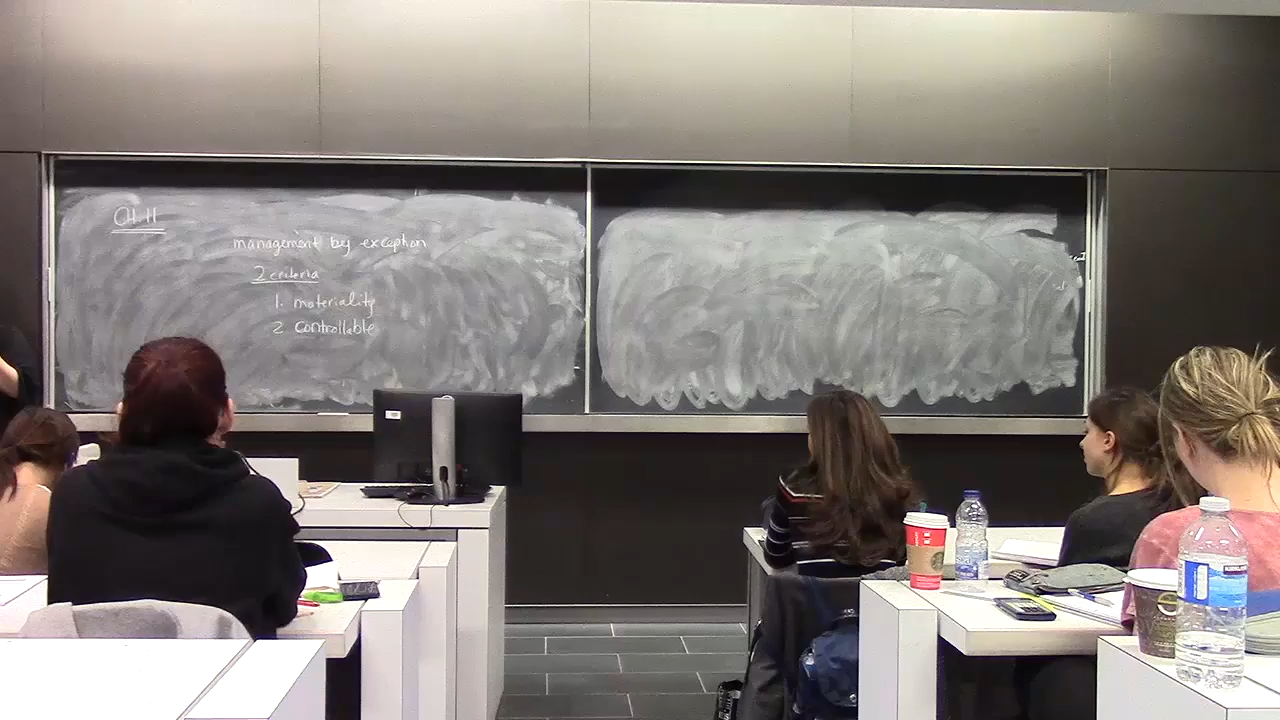 Ch. 11
management by exception
2 criteria
1. materiality
2 controllable